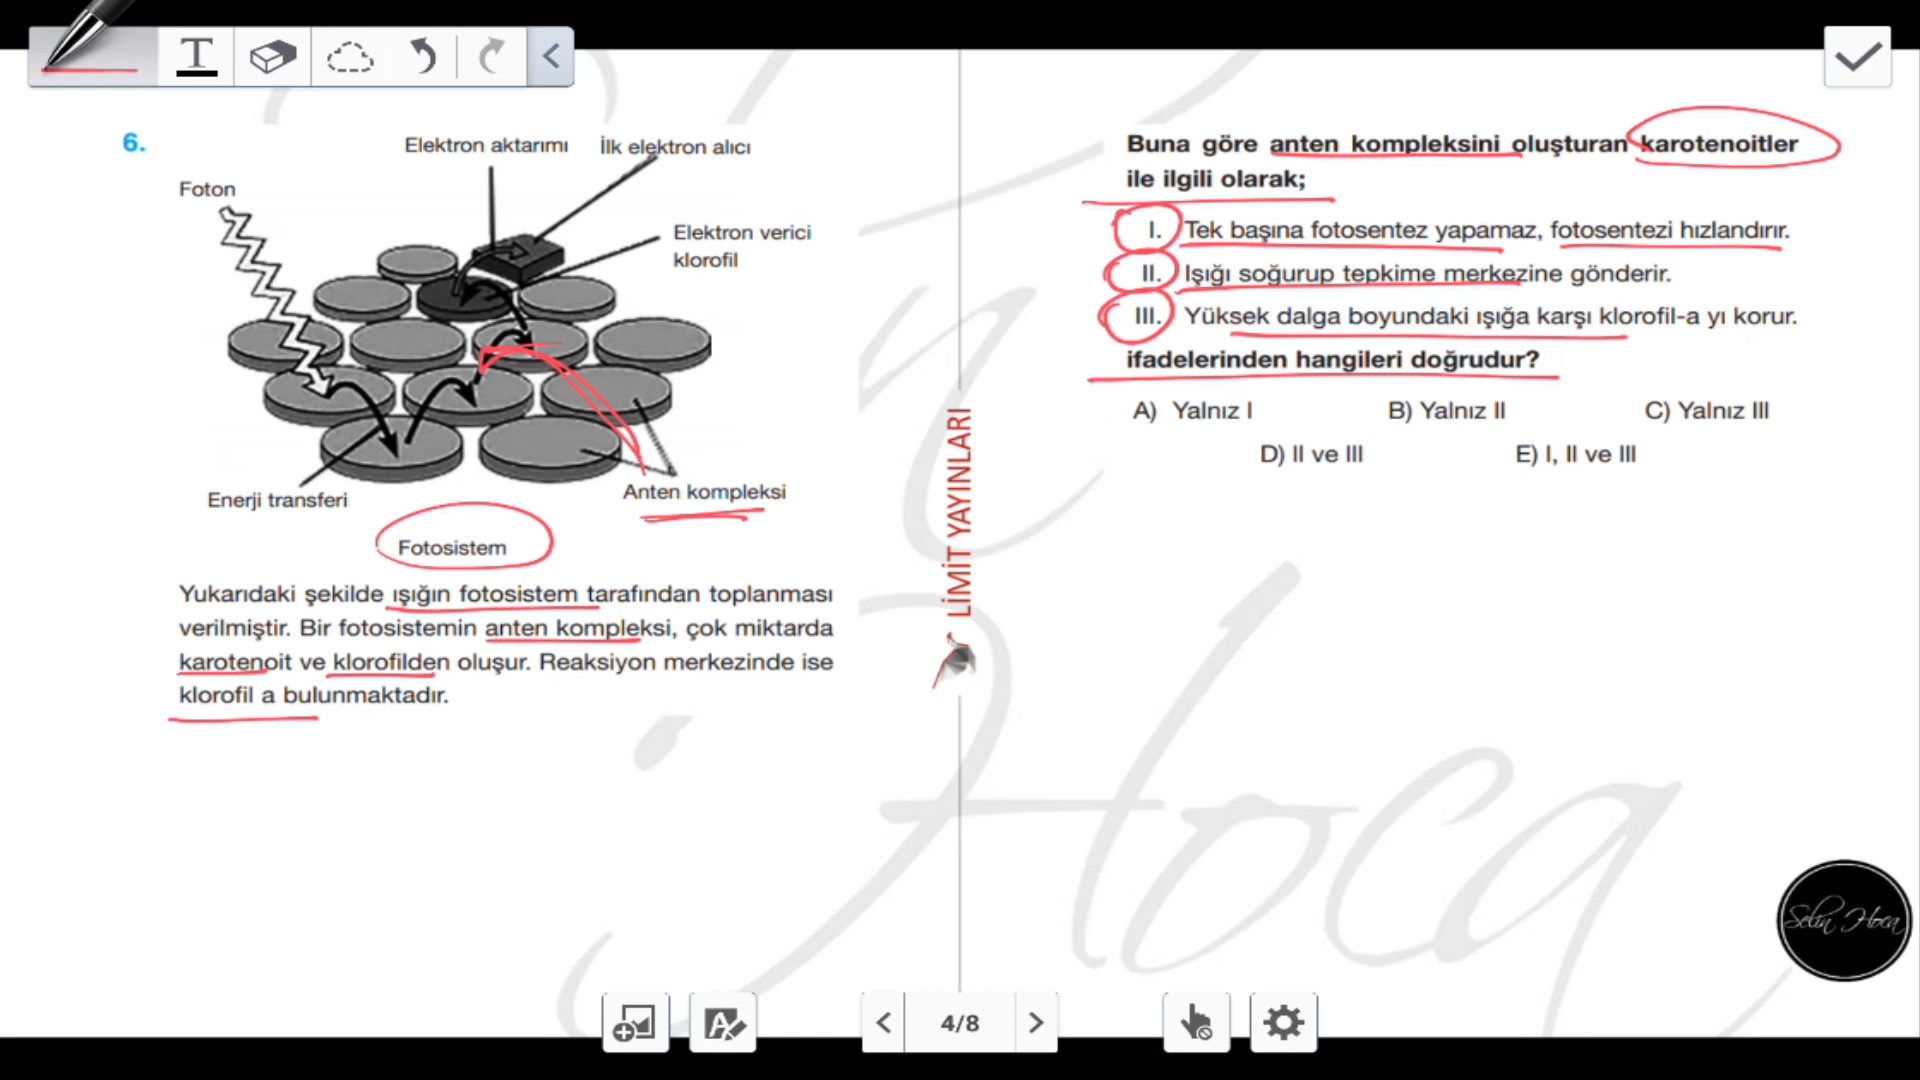 T
6.
Elektron aktarımı
İlk elektron alıcı
Foton
Elektron verici
klorofil
Enerji transferi
Anten kompleksi
Fotosistem
Yukarıdaki şekilde ışığın fotosistem tarafından toplanması
verilmiştir. Bir fotosistemin anten kompleksi, çok miktarda
karotenoit ve klorofilden oluşur. Reaksiyon merkezinde ise
klorofil a bulunmaktadır.
LİMİT YAYINLARI
Buna göre anten kompleksini oluşturan karotenoitler
ile ilgili olarak;
I. Tek başına fotosentez yapamaz, fotosentezi hızlandırır.
II. Işığı soğurup tepkime merkezine gönderir.
III. Yüksek dalga boyundaki ışığa karşı klorofil-a yı korur.
ifadelerinden hangileri doğrudur?
A) Yalnız I B) Yalnız II C) Yalnız III
D) II ve III E) I, II ve III
Hoca
Selin Hoca
A
4/8